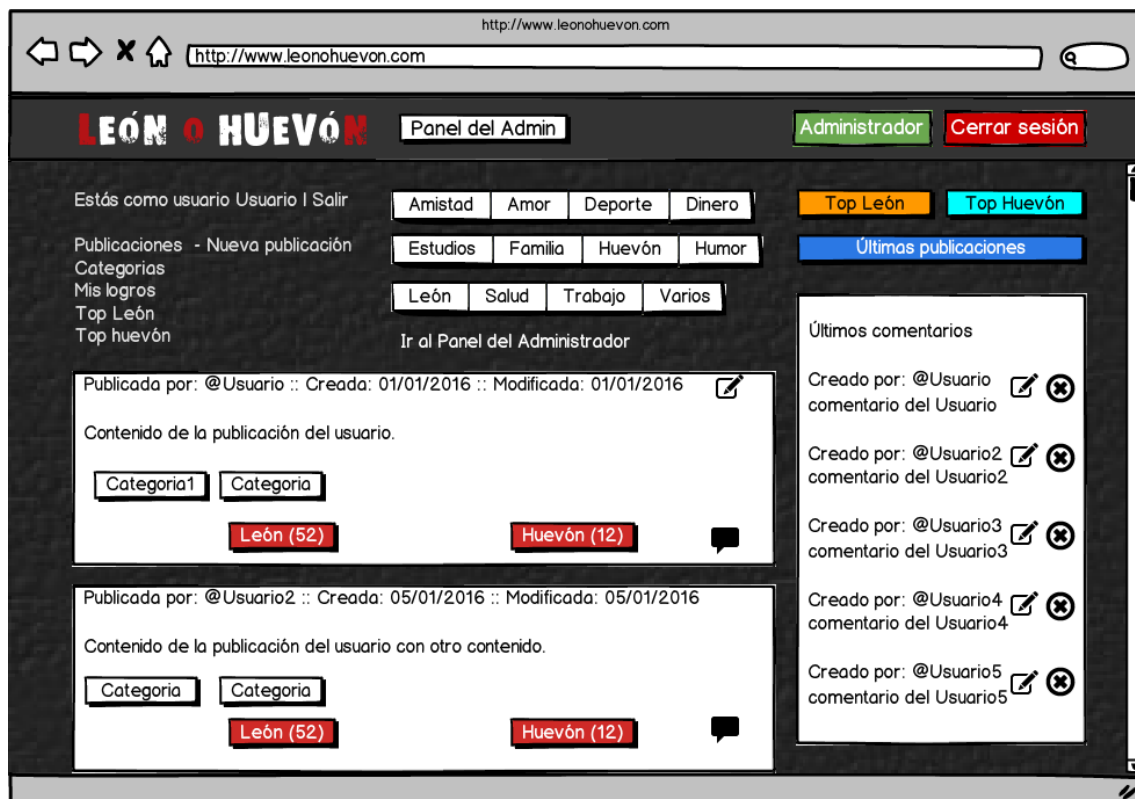 http://www.leonohuevon.com
http://www.leonohuevon.com
LEÓN O HUEVÓN
Panel del Admin
Administrador
Cerrar sesión
Estás como usuario Usuario | Salir
Publicaciones - Nueva publicación
Categorias
Mis logros
Top León
Top huevón
Amistad Amor Deporte Dinero
Estudios Familia Huevón Humor
León Salud Trabajo Varios
Ir al Panel del Administrador
Top León Top Huevón
Últimas publicaciones
Publicada por: @Usuario :: Creada: 01/01/2016 :: Modificada: 01/01/2016
Contenido de la publicación del usuario.
Categoria1 Categoria
León (52) Huevón (12)
Publicada por: @Usuario2 :: Creada: 05/01/2016 :: Modificada: 05/01/2016
Contenido de la publicación del usuario con otro contenido.
Categoria Categoria
León (52) Huevón (12)
Últimos comentarios
Creado por: @Usuario
comentario del Usuario
Creado por: @Usuario2
comentario del Usuario2
Creado por: @Usuario3
comentario del Usuario3
Creado por: @Usuario4
comentario del Usuario4
Creado por: @Usuario5
comentario del Usuario5